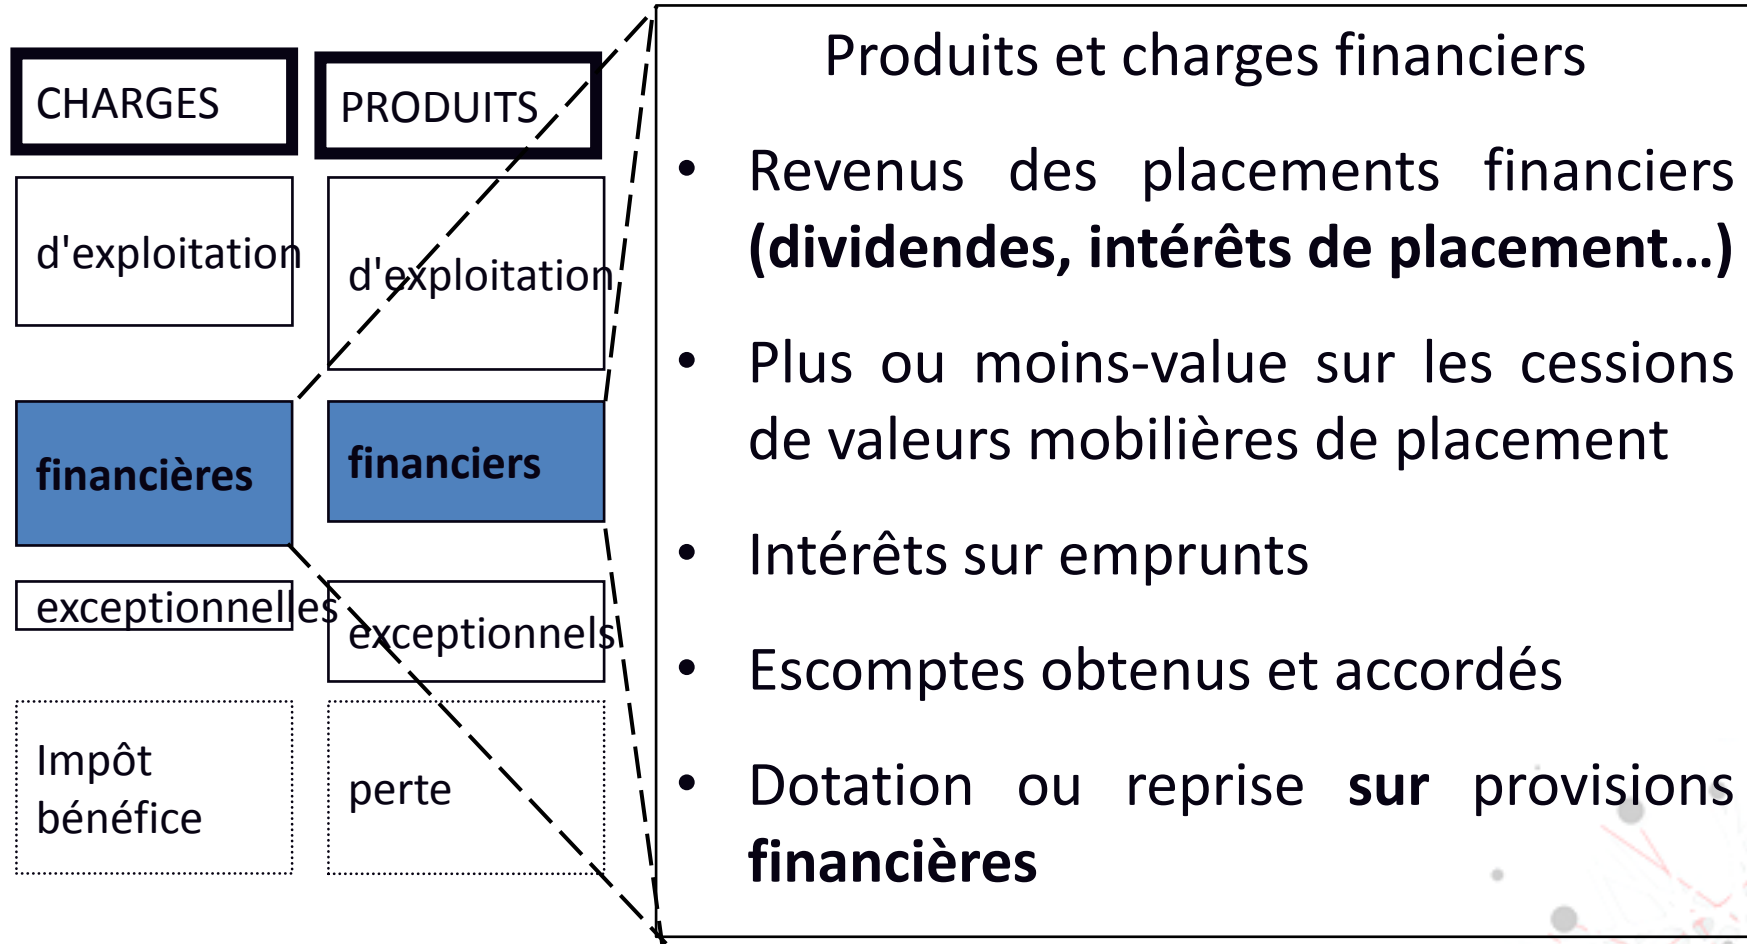 CHARGES
PRODUITS
d'exploitation
d'exploitation
financières
financiers
exceptionnelles
exceptionnels
Impôt
bénéfice
perte
Produits et charges financiers
• Revenus des placements financiers
(dividendes, intérêts de placement…)
• Plus ou moins-value sur les cessions
de valeurs mobilières de placement
• Intérêts sur emprunts
• Escomptes obtenus et accordés
• Dotation ou reprise sur provisions
financières